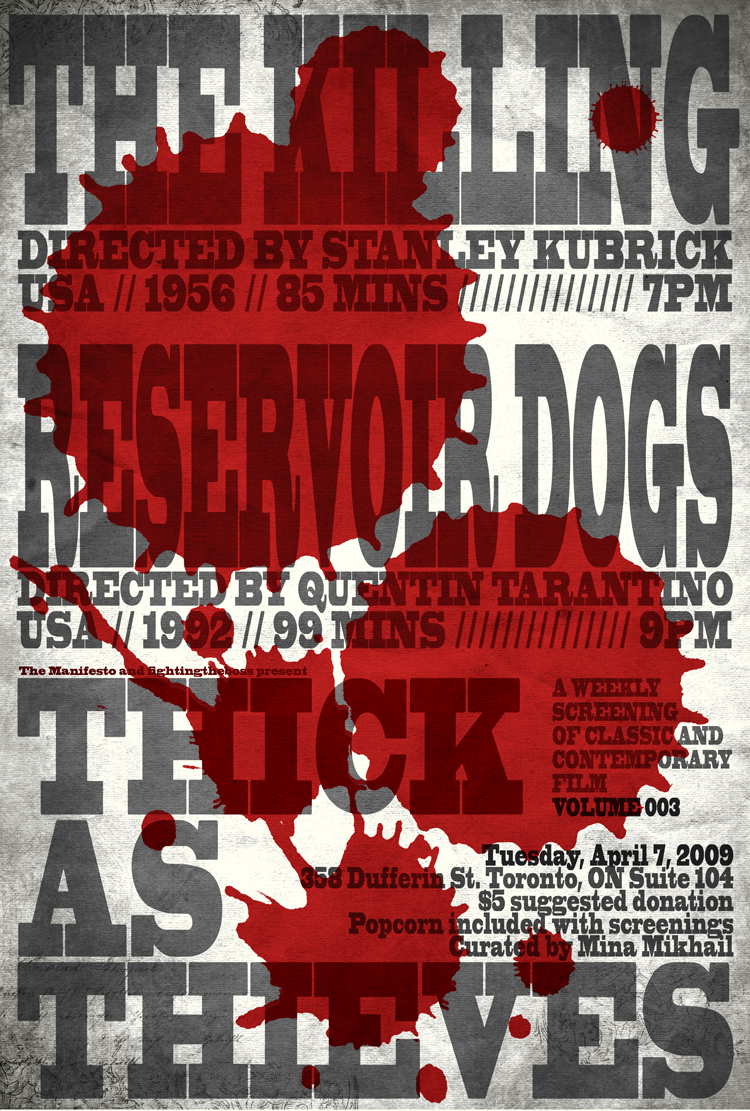 THE KILLING
DIRECTED BY STANLEY KUBRICK
USA // 1956 // 85 MINS ////////////////// 7PM
RESERVOIR DOGS
DIRECTED BY QUENTIN TARANTINO
USA // 1992 // 99 MINS ////////////////// 9PM
The Manifesto and fightingtheboss present
THICK
AS
THIEVES
A WEEKLY
SCREENING
OF CLASSIC AND
CONTEMPORARY
FILM
VOLUME 003
Tuesday, April 7, 2009
358 Dufferin St. Toronto, ON Suite 104
$5 suggested donation
Popcorn included with screenings
Curated by Mina Mikhail